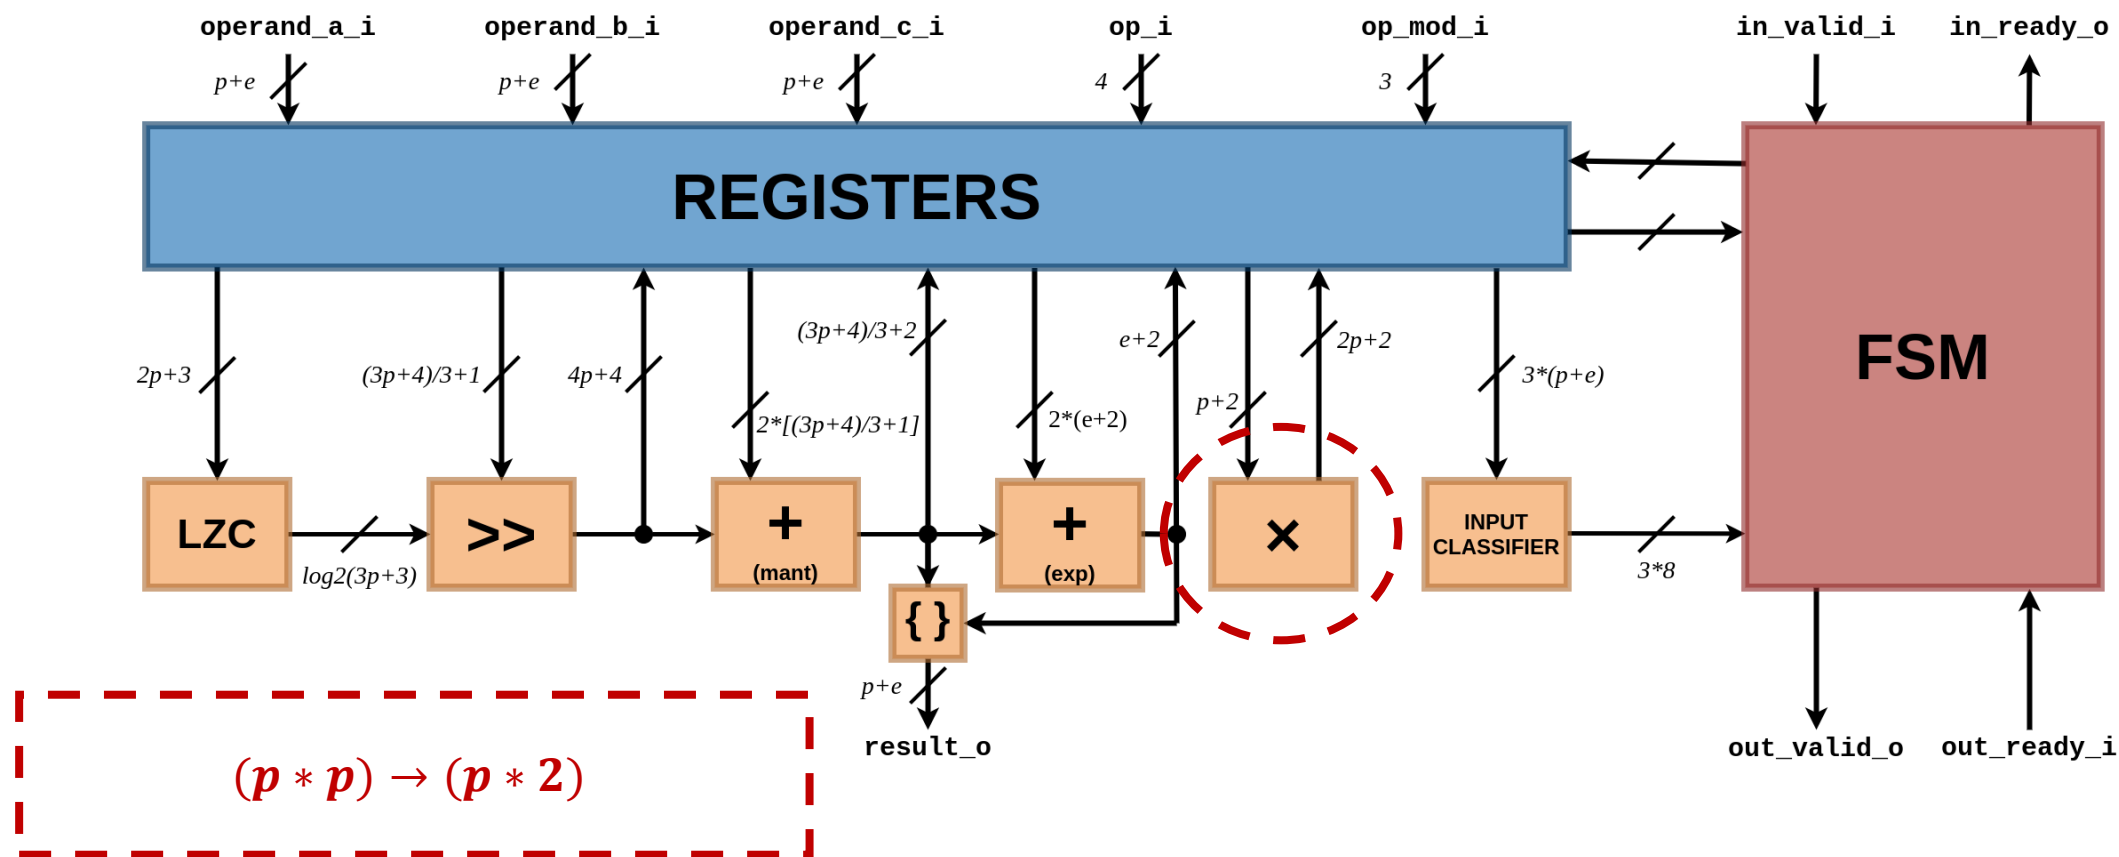 operand_a_i operand_b_i operand_c_i op_i op_mod_i in_valid_i in_ready_o
p+e p+e p+e 4 3
REGISTERS
FSM
(3p+4)/3+2 e+2 2p+2
2p+3 (3p+4)/3+1 4p+4 3*(p+e)
2*[(3p+4)/3+1] 2*(e+2) p+2
LZC >> + + × INPUT
CLASSIFIER
(mant) (exp)
log2(3p+3) 3*8
{ }
p+e
result_o out_valid_o out_ready_i
(p ∗ p) → (p ∗ 2)